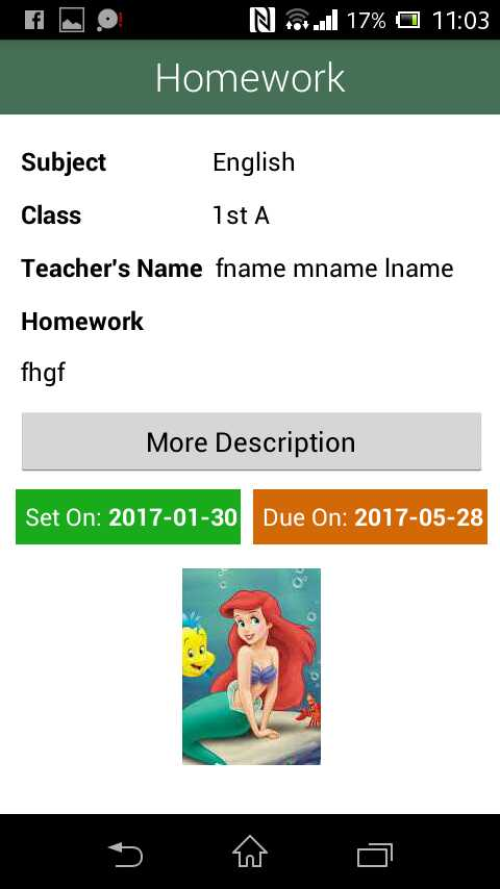 17% 11:03
Homework
Subject English
Class 1st A
Teacher's Name fname mname lname
Homework
fhgf
More Description
Set On: 2017-01-30 Due On: 2017-05-28